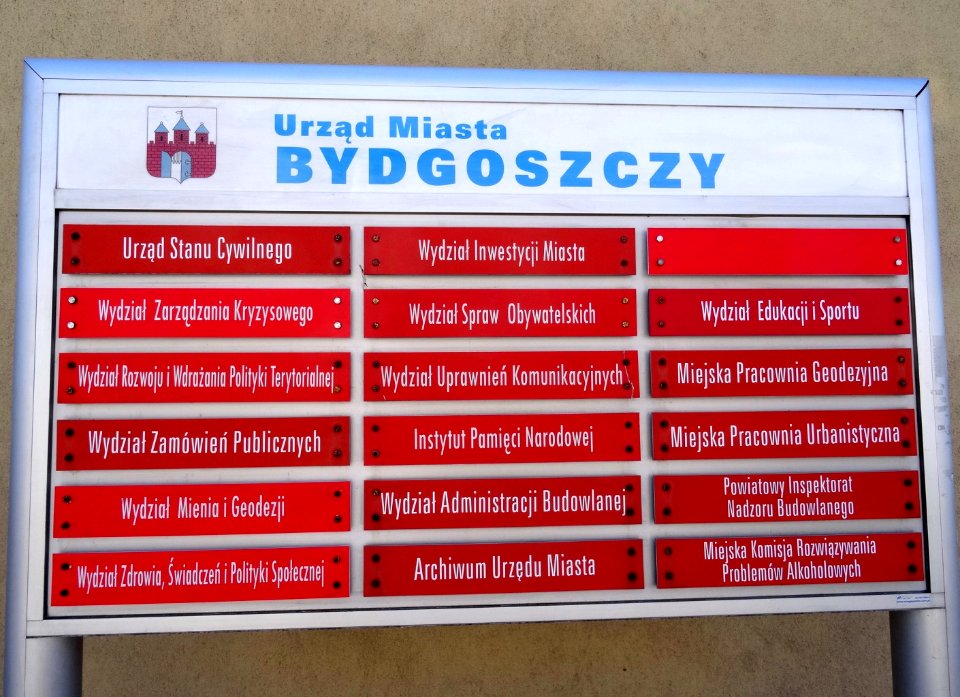 Urząd Miasta
BYDGOSZCZY
Urząd Stanu Cywilnego
Wydział Zarządzania Kryzysowego
Wydział Rozwoju i Wdrażania Polityki Terytorialnej
Wydział Zamówień Publicznych
Wydział Mienia i Geodezji
Wydział Zdrowia, Świadczeń i Polityki Społecznej
Wydział Inwestycji Miasta
Wydział Spraw Obywatelskich
Wydział Uprawnień Komunikacyjnych
Instytut Pamięci Narodowej
Wydział Administracji Budowlanej
Archiwum Urzędu Miasta
Wydział Edukacji i Sportu
Miejska Pracownia Geodezyjna
Miejska Pracownia Urbanistyczna
Powiatowy Inspektorat
Nadzoru Budowlanego
Miejska Komisja Rozwiązywania
Problemów Alkoholowych